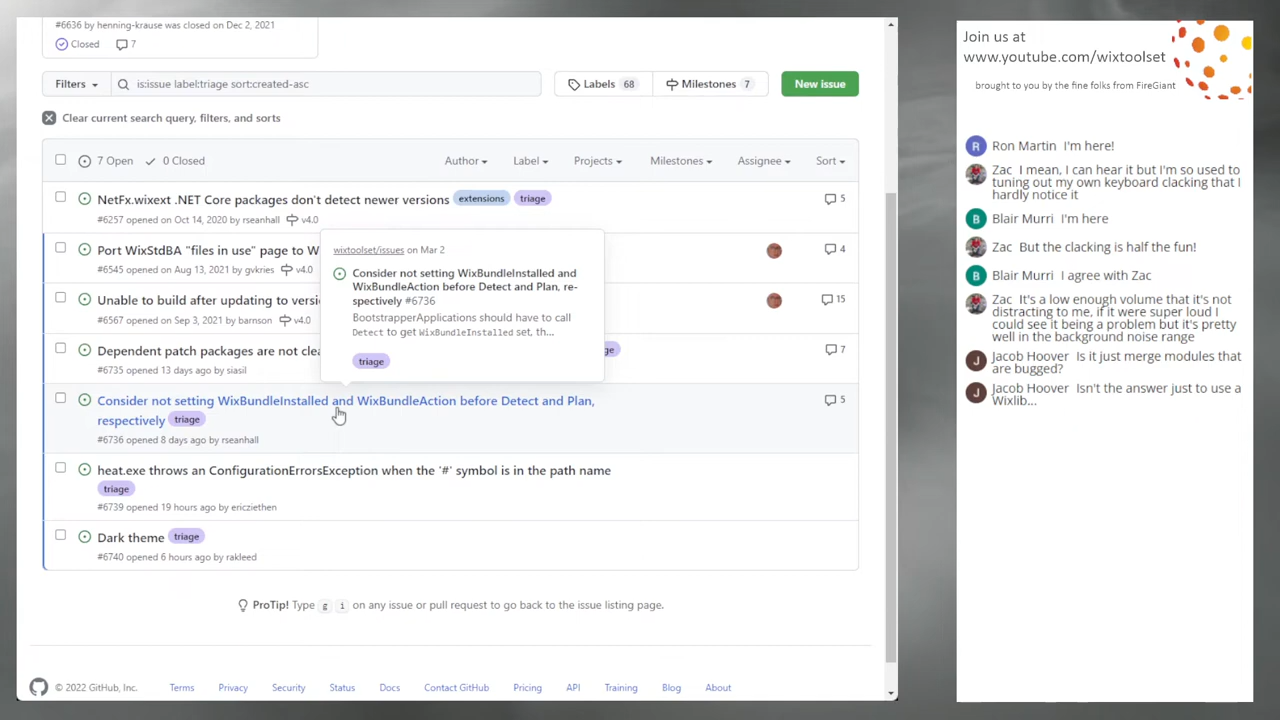 #6636 by henning-krause was closed on Dec 2, 2021
Closed 7
Filters is:issue label:triage sort:created-asc Labels 68 Milestones 7 New issue
Clear current search query, filters, and sorts
7 Open 0 Closed Author Label Projects Milestones Assignee Sort
NetFx.wixext .NET Core packages don't detect newer versions extensions triage 5
#6257 opened on Oct 14, 2020 by rseanhall v4.0
Port WixStdBA "files in use" page to W 4
#6545 opened on Aug 13, 2021 by gvkries v4.0
Unable to build after updating to versi 15
#6567 opened on Sep 3, 2021 by barnson v4.0
Dependent patch packages are not clea ge 7
#6735 opened 13 days ago by siasil
wixtoolset/issues on Mar 2
Consider not setting WixBundleInstalled and
WixBundleAction before Detect and Plan, re-
spectively #6736
BootstrapperApplications should have to call
Detect to get WixBundleInstalled set, th...
triage
Consider not setting WixBundleInstalled and WixBundleAction before Detect and Plan, 5
respectively triage
#6736 opened 8 days ago by rseanhall
heat.exe throws an ConfigurationErrorsException when the '#' symbol is in the path name
triage
#6739 opened 19 hours ago by ericziethen
Dark theme triage
#6740 opened 6 hours ago by rakleed
ProTip! Type g i on any issue or pull request to go back to the issue listing page.
© 2022 GitHub, Inc. Terms Privacy Security Status Docs Contact GitHub Pricing API Training Blog About
Join us at
www.youtube.com/wixtoolset
brought to you by the fine folks from FireGiant
R Ron Martin I'm here!
Zac I mean, I can hear it but I'm so used to
tuning out my own keyboard clacking that I
hardly notice it
B Blair Murri I'm here
Zac But the clacking is half the fun!
B Blair Murri I agree with Zac
Zac It's a low enough volume that it's not
distracting to me, if it were super loud I
could see it being a problem but it's pretty
well in the background noise range
J Jacob Hoover Is it just merge modules that
are bugged?
J Jacob Hoover Isn't the answer just to use a
Wixlib...